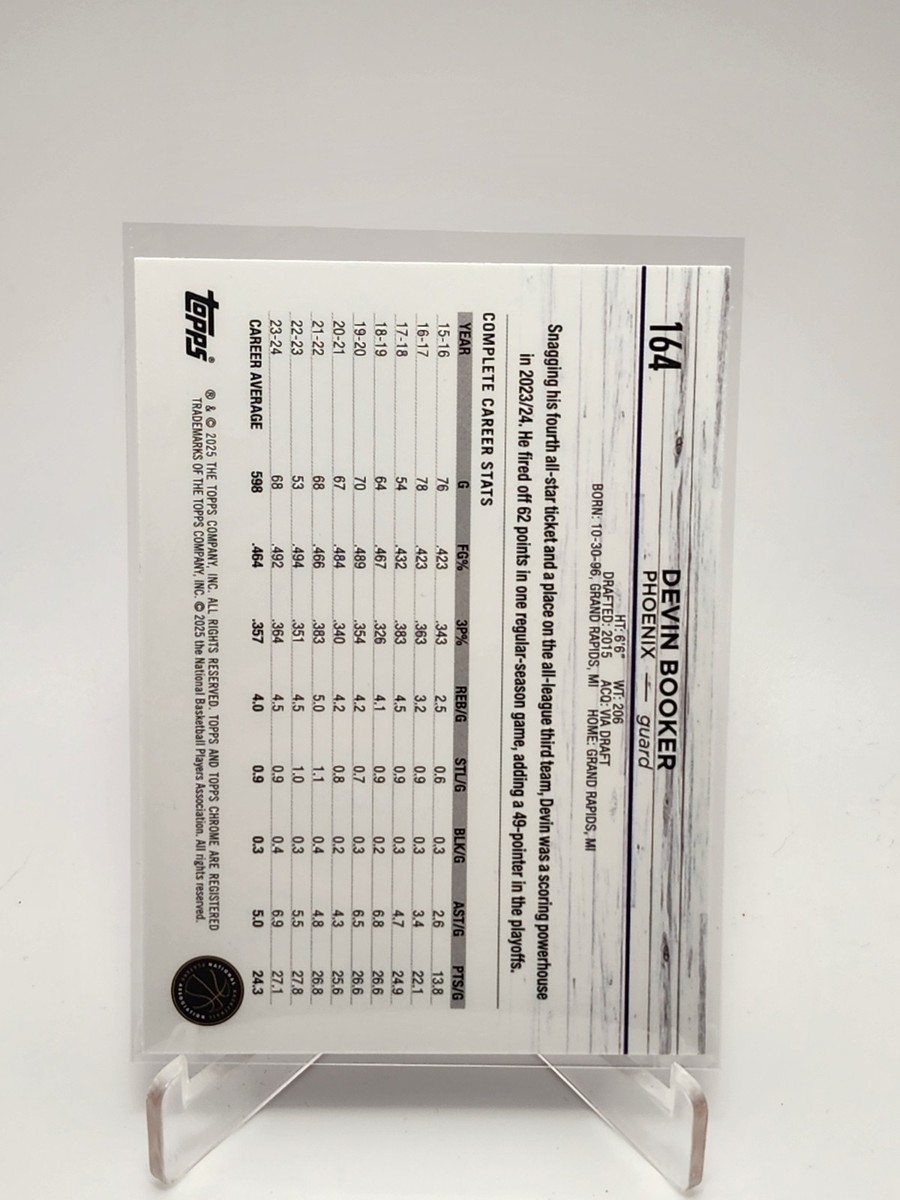 164
DEVIN BOOKER
PHOENIX — guard
HT: 6'6" WT: 206
DRAFTED: 2015 ACQ: VIA DRAFT
BORN: 10-30-96, GRAND RAPIDS, MI HOME: GRAND RAPIDS, MI
Snagging his fourth all-star ticket and a place on the all-league third team, Devin was a scoring powerhouse
in 2023/24. He fired off 62 points in one regular-season game, adding a 49-pointer in the playoffs.
COMPLETE CAREER STATS
YEAR G FG% 3P% REB/G STL/G BLK/G AST/G PTS/G
15-16 76 .423 .343 2.5 0.6 0.3 2.6 13.8
16-17 78 .423 .363 3.2 0.9 0.3 3.4 22.1
17-18 54 .432 .383 4.5 0.9 0.3 4.7 24.9
18-19 64 .467 .326 4.1 0.9 0.2 6.8 26.6
19-20 70 .489 .354 4.2 0.7 0.3 6.5 26.6
20-21 67 .484 .340 4.2 0.8 0.2 4.3 25.6
21-22 68 .466 .383 5.0 1.1 0.4 4.8 26.8
22-23 53 .494 .351 4.5 1.0 0.3 5.5 27.8
23-24 68 .492 .364 4.5 0.9 0.4 6.9 27.1
CAREER AVERAGE 598 .464 .357 4.0 0.9 0.3 5.0 24.3
topps®
® & © 2025 THE TOPPS COMPANY, INC. ALL RIGHTS RESERVED. TOPPS AND TOPPS CHROME ARE REGISTERED
TRADEMARKS OF THE TOPPS COMPANY, INC. © 2025 the National Basketball Players Association. All rights reserved.
NATIONAL BASKETBALL PLAYERS ASSOCIATION